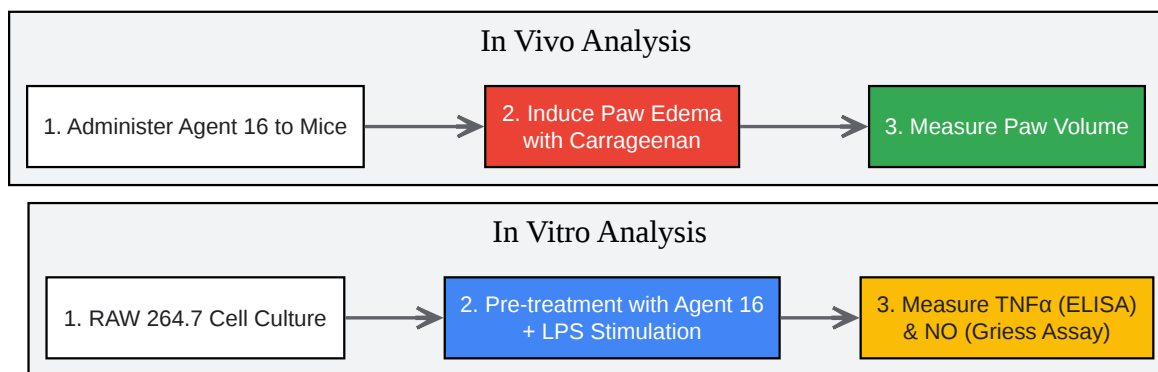 In Vivo Analysis
1. Administer Agent 16 to Mice
2. Induce Paw Edema
with Carrageenan
3. Measure Paw Volume
In Vitro Analysis
1. RAW 264.7 Cell Culture
2. Pre-treatment with Agent 16
+ LPS Stimulation
3. Measure TNFα (ELISA)
& NO (Griess Assay)